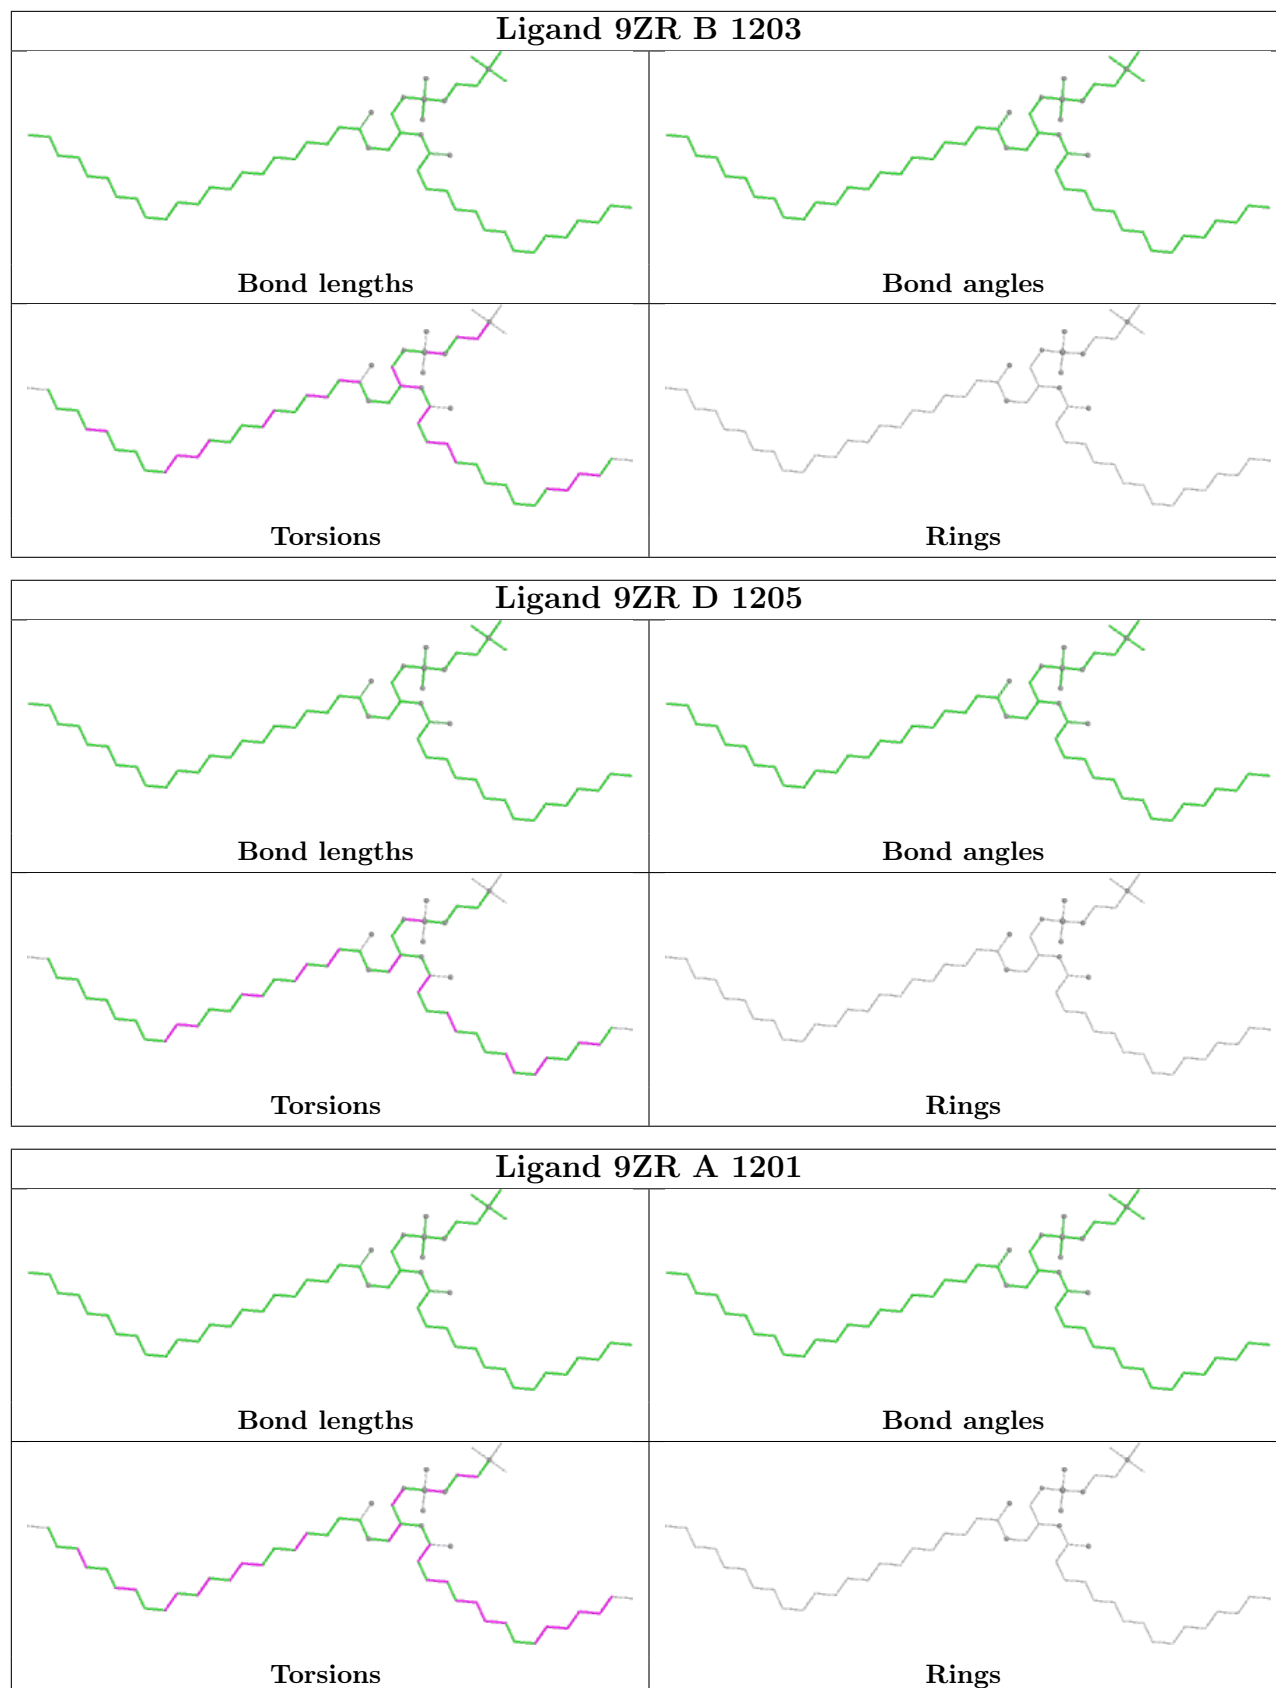 Ligand 9ZR B 1203
Bond lengths
Bond angles
Torsions
Rings
Ligand 9ZR D 1205
Bond lengths
Bond angles
Torsions
Rings
Ligand 9ZR A 1201
Bond lengths
Bond angles
Torsions
Rings